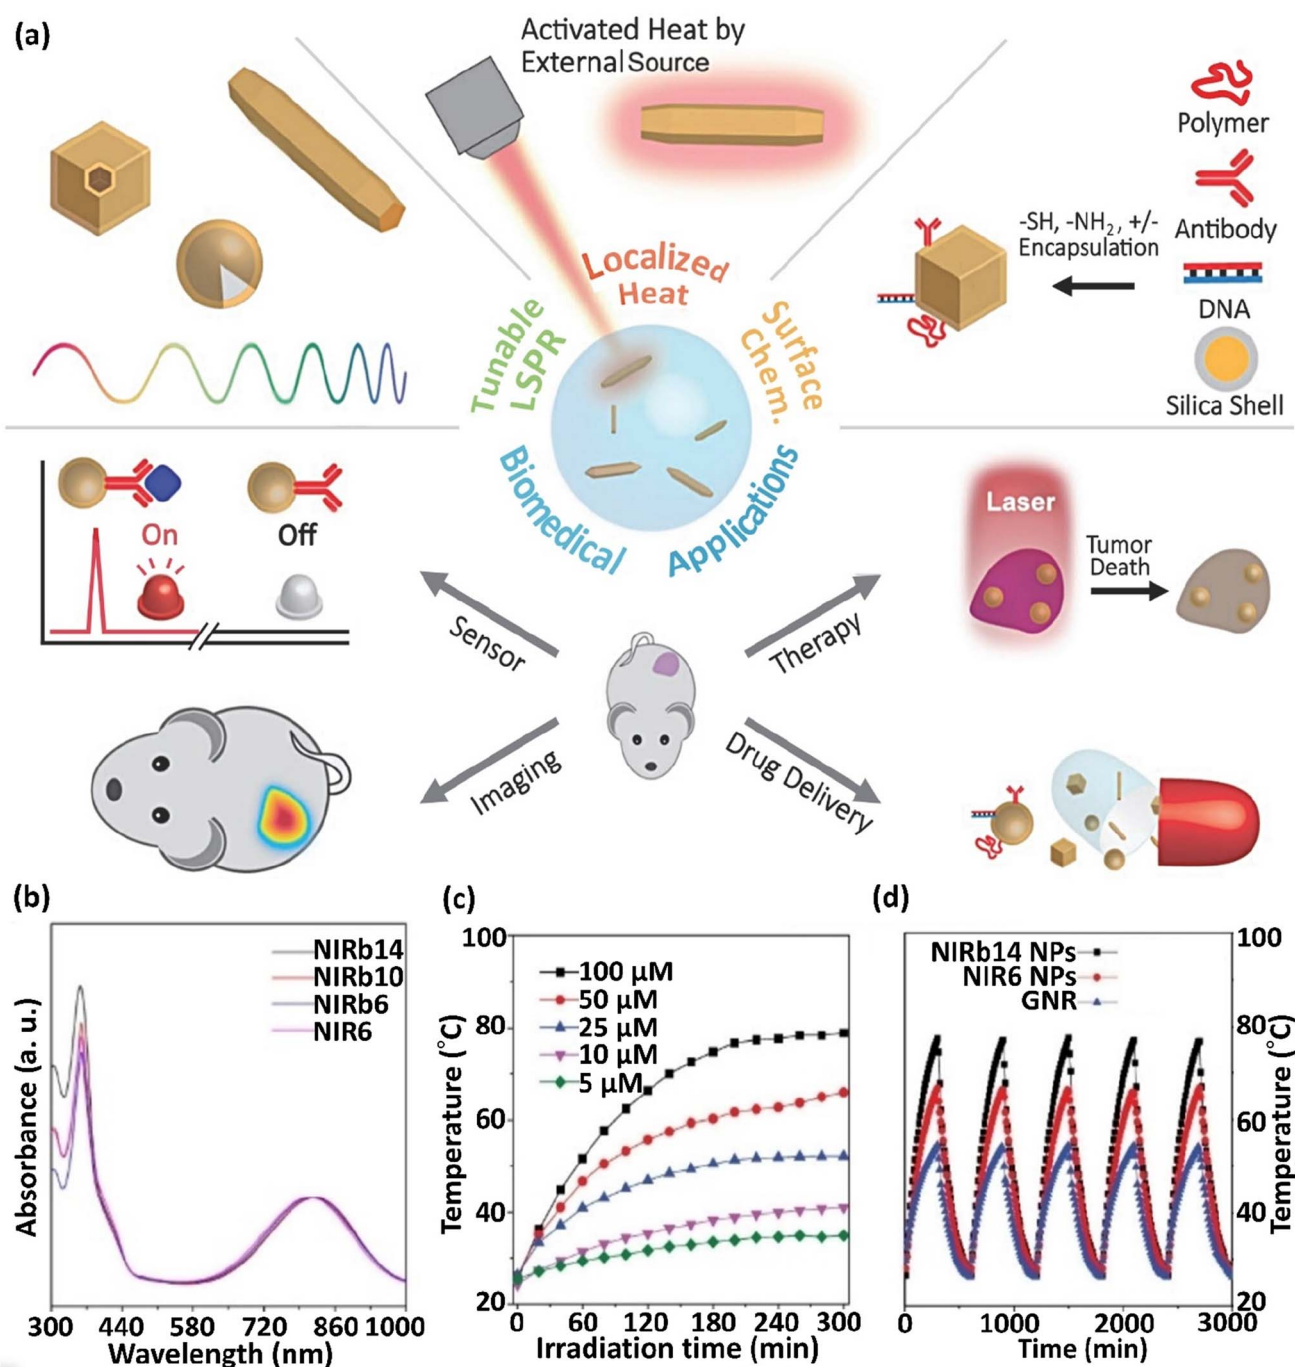 (a)
Activated Heat by
External Source
Polymer
Antibody
-SH, -NH₂, +/-
Encapsulation
DNA
Silica Shell
Localized
Heat
Tunable
LSPR
Surface
Chem.
Biomedical
Applications
On
Off
Laser
Tumor
Death
Sensor
Therapy
Imaging
Drug Delivery
(b)
NIRb14
NIRb10
NIRb6
NIR6
Absorbance (a. u.)
300 440 580 720 860 1000
Wavelength (nm)
(c)
100
80
60
40
20
100 μM
50 μM
25 μM
10 μM
5 μM
Temperature (°C)
0 60 120 180 240 300
Irradiation time (min)
(d)
NIRb14 NPs
NIR6 NPs
GNR
100
80
60
40
20
Temperature (°C)
0 1000 2000 3000
Time (min)